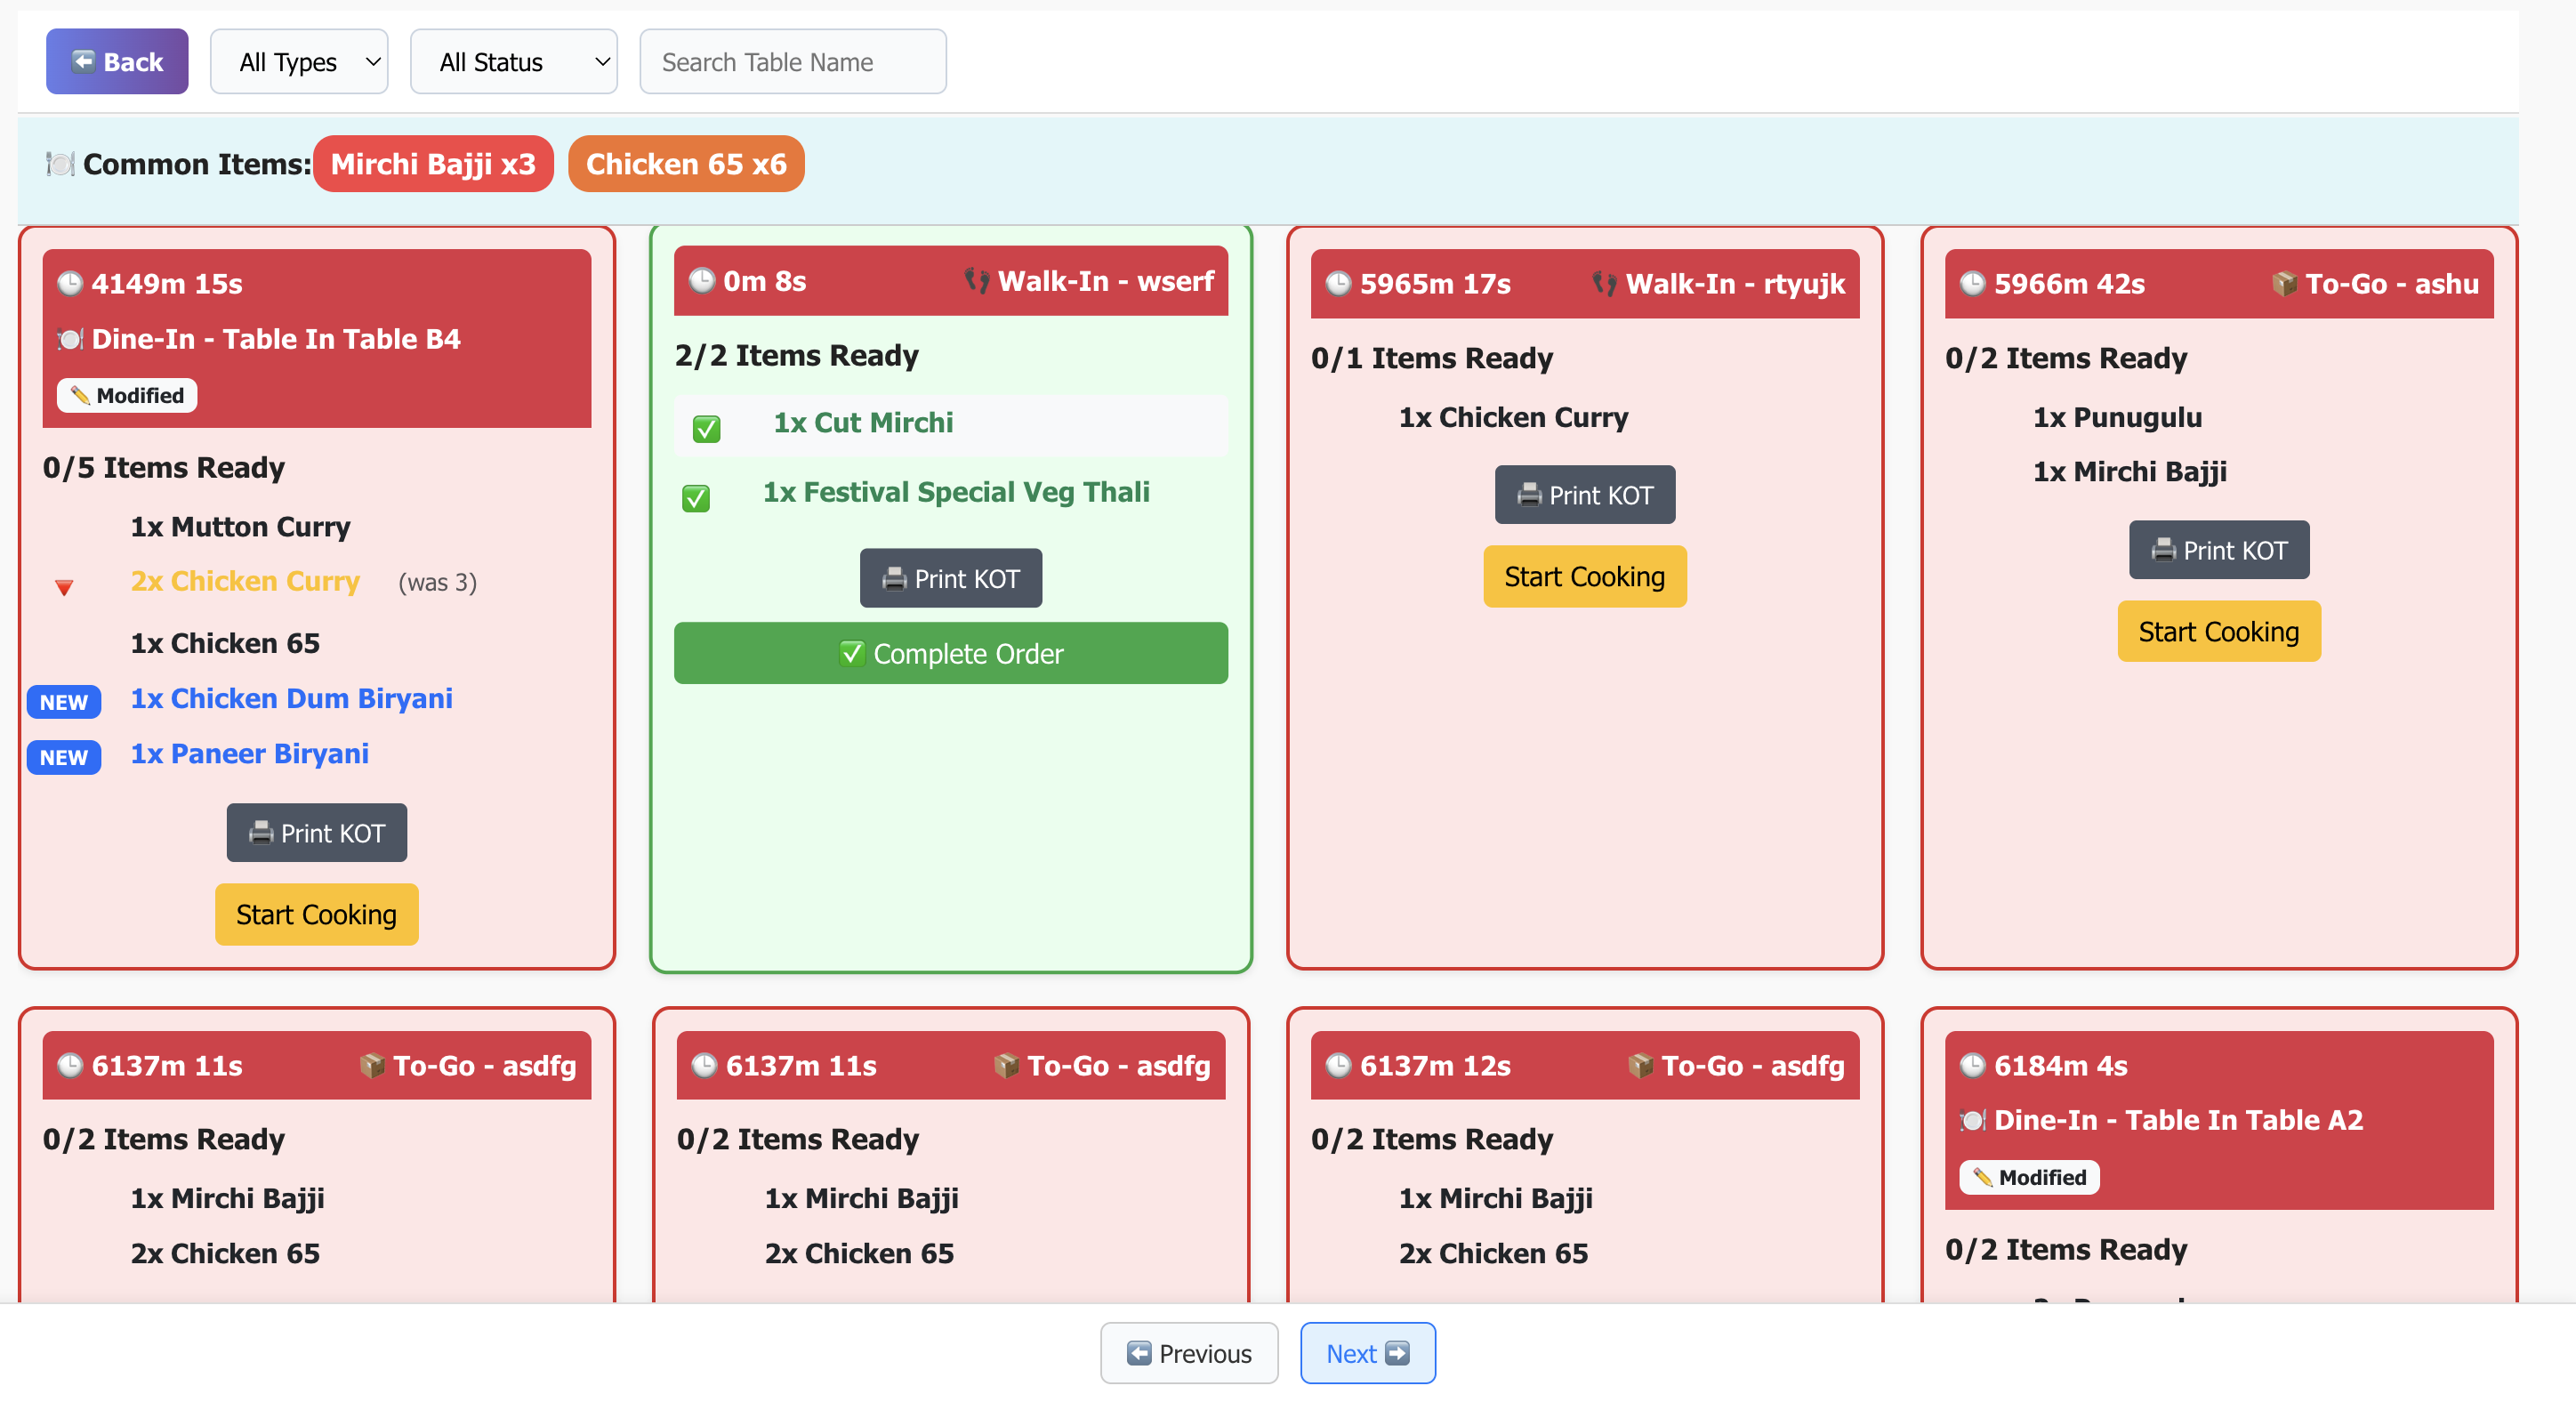 Back
All Types
All Status
Search Table Name
Common Items: Mirchi Bajji x3 Chicken 65 x6
4149m 15s
Dine-In - Table In Table B4
Modified
0/5 Items Ready
1x Mutton Curry
2x Chicken Curry (was 3)
1x Chicken 65
NEW 1x Chicken Dum Biryani
NEW 1x Paneer Biryani
Print KOT
Start Cooking
0m 8s Walk-In - wserf
2/2 Items Ready
1x Cut Mirchi
1x Festival Special Veg Thali
Print KOT
Complete Order
5965m 17s Walk-In - rtyujk
0/1 Items Ready
1x Chicken Curry
Print KOT
Start Cooking
5966m 42s To-Go - ashu
0/2 Items Ready
1x Punugulu
1x Mirchi Bajji
Print KOT
Start Cooking
6137m 11s To-Go - asdfg
0/2 Items Ready
1x Mirchi Bajji
2x Chicken 65
6137m 11s To-Go - asdfg
0/2 Items Ready
1x Mirchi Bajji
2x Chicken 65
6137m 12s To-Go - asdfg
0/2 Items Ready
1x Mirchi Bajji
2x Chicken 65
6184m 4s
Dine-In - Table In Table A2
Modified
0/2 Items Ready
Previous
Next